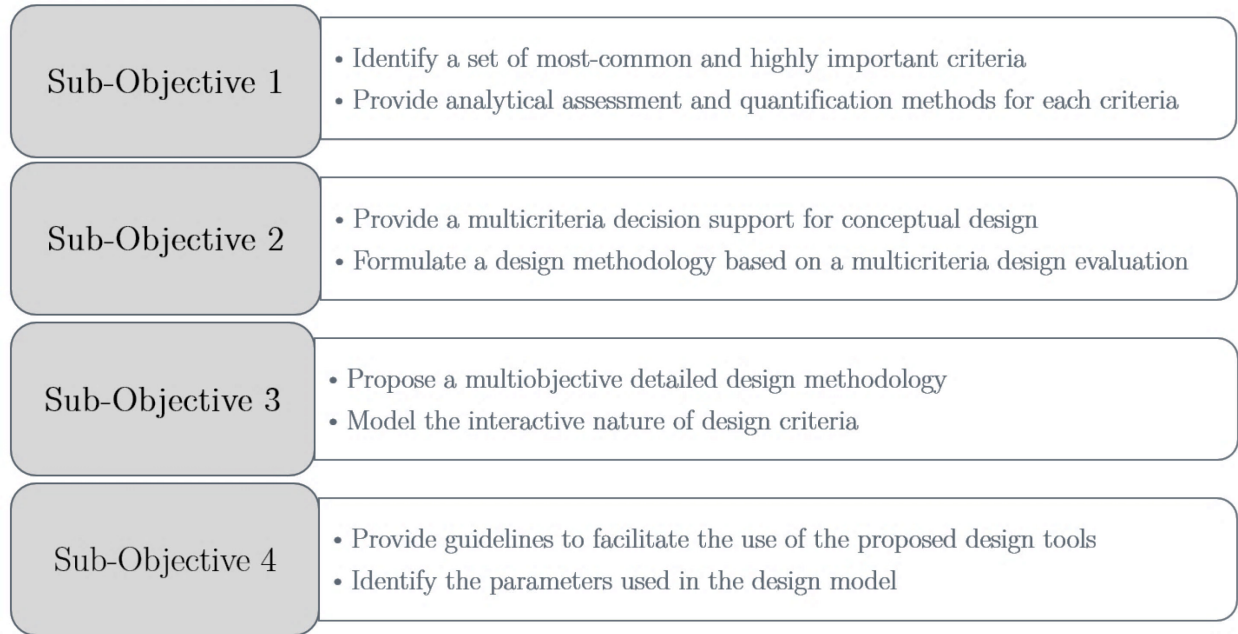 Sub-Objective 1
• Identify a set of most-common and highly important criteria
• Provide analytical assessment and quantification methods for each criteria
Sub-Objective 2
• Provide a multicriteria decision support for conceptual design
• Formulate a design methodology based on a multicriteria design evaluation
Sub-Objective 3
• Propose a multiobjective detailed design methodology
• Model the interactive nature of design criteria
Sub-Objective 4
• Provide guidelines to facilitate the use of the proposed design tools
• Identify the parameters used in the design model